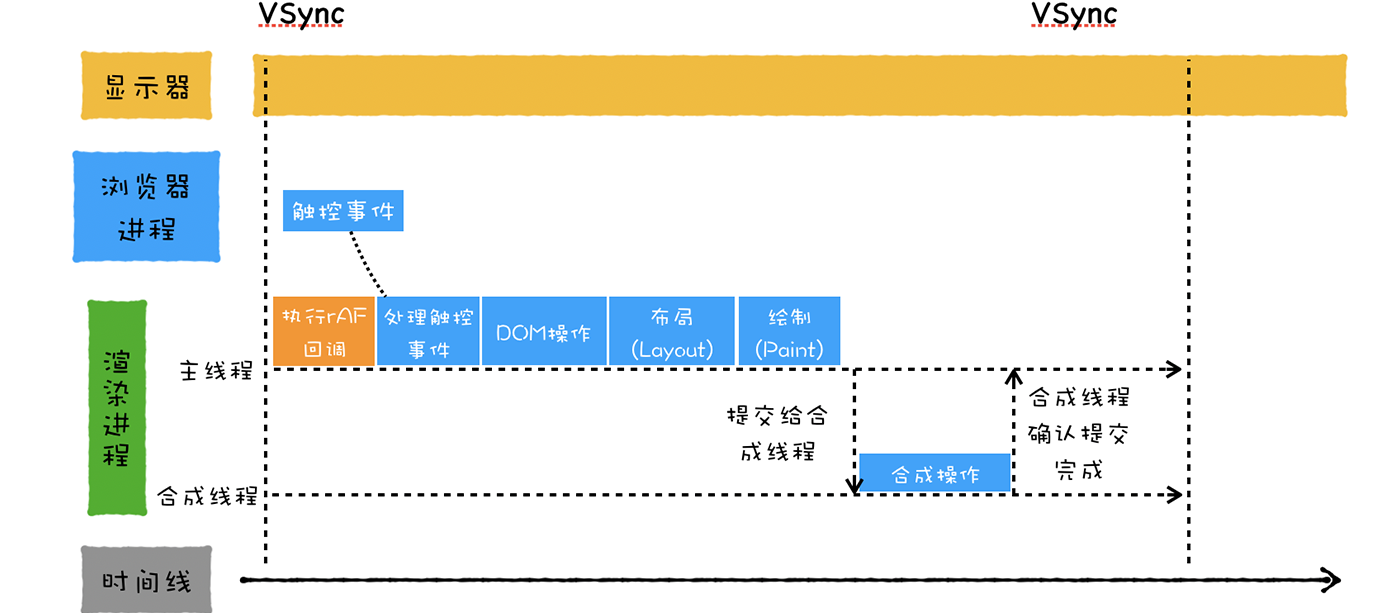 VSync
VSync
显示器
浏览器
进程
触控事件
执行rAF
回调
处理触控
事件
DOM操作
布局
(Layout)
绘制
(Paint)
渲
染
进
程
主线程
提交给合
成线程
合成线程
确认提交
完成
合成操作
合成线程
时间线